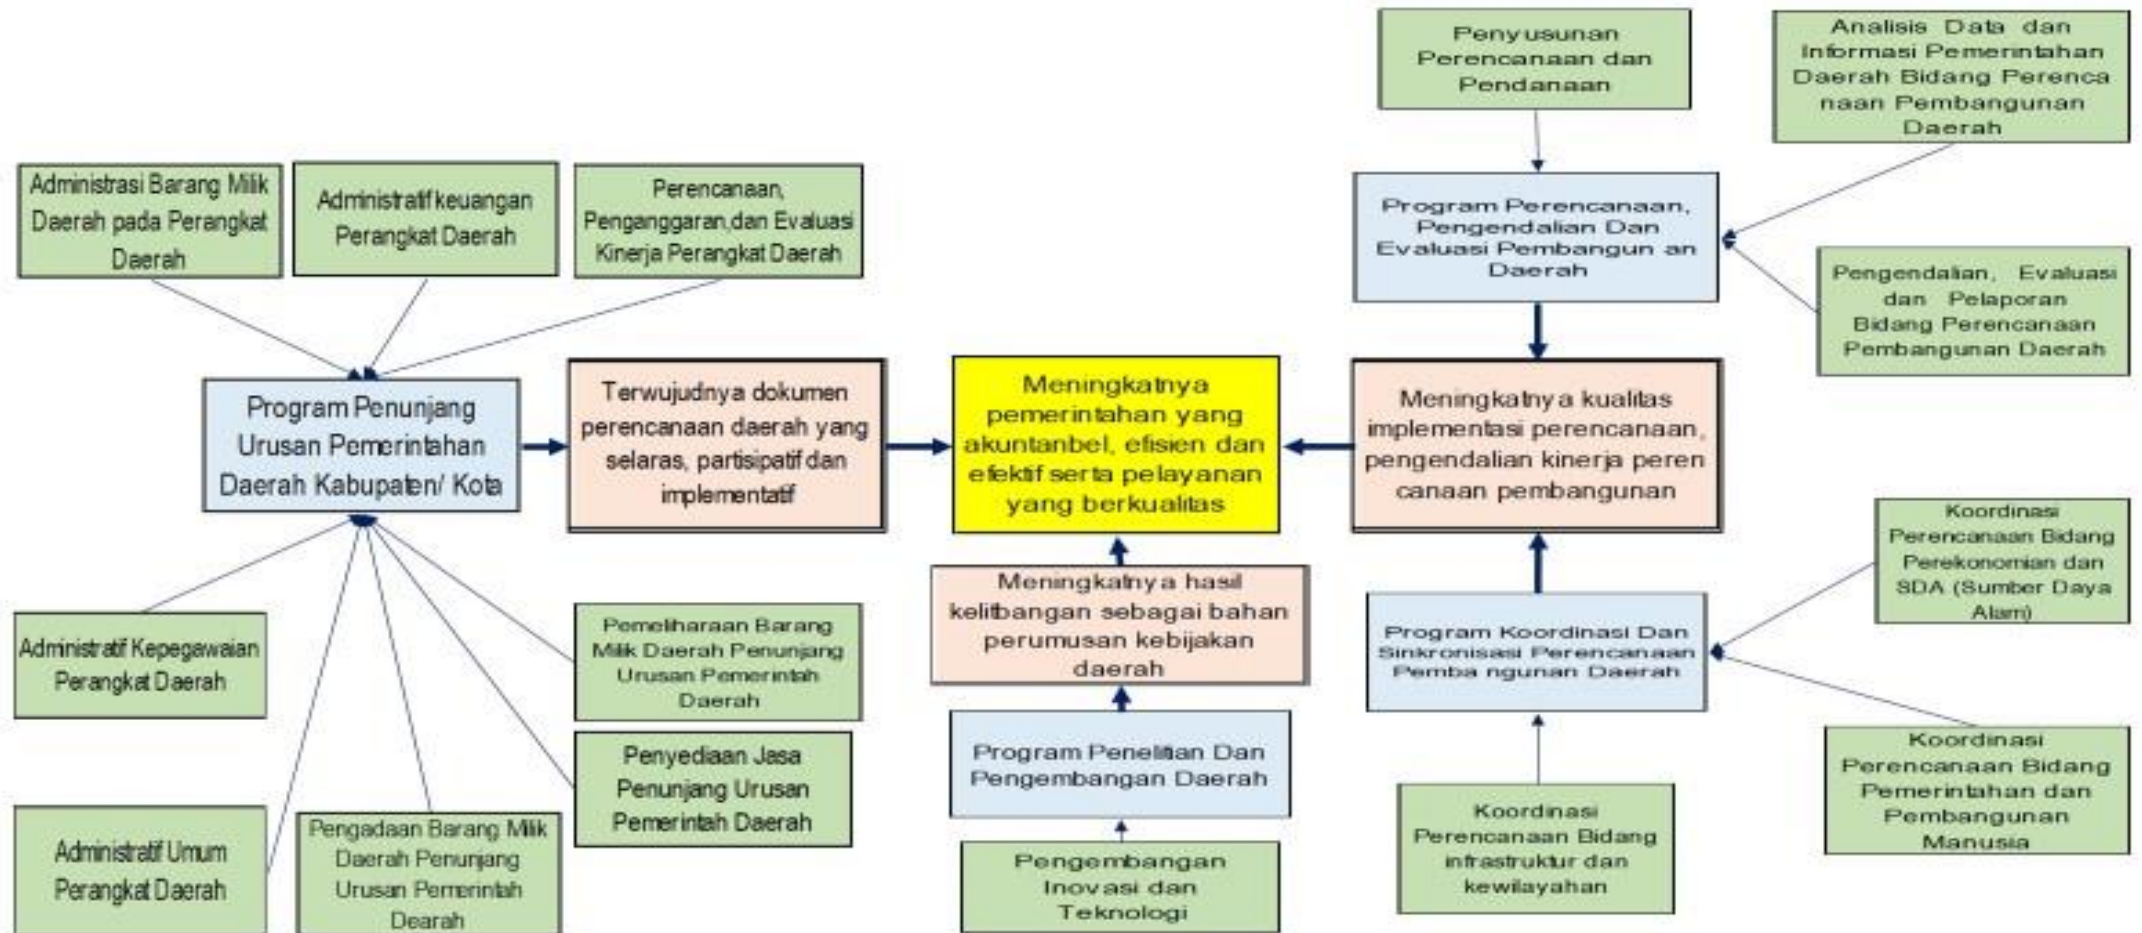 Penyusunan
Perencanaan dan
Pendanaan
Analisis Data dan
Informasi Pemerintahan
Daerah Bidang Perenca
naan Pembangunan
Daerah
Administrasi Barang Milik
Daerah pada Perangkat
Daerah
Administratif keuangan
Perangkat Daerah
Perencanaan,
Penganggaran,dan Evaluasi
Kinerja Perangkat Daerah
Program Perencanaan,
Pengendalian Dan
Evaluasi Pembangun an
Daerah
Pengendalian, Evaluasi
dan Pelaporan
Bidang Perencanaan
Pembangunan Daerah
Program Penunjang
Urusan Pemerintahan
Daerah Kabupaten/ Kota
Terwujudnya dokumen
perencanaan daerah yang
selaras, partisipatif dan
implementatif
Meningkatnya
pemerintahan yang
akuntanbel, efisien dan
efektif serta pelayanan
yang berkualitas
Meningkatnya kualitas
implementasi perencanaan,
pengendalian kinerja peren
canaan pembangunan
Koordinasi
Perencanaan Bidang
Perekonomian dan
SDA (Sumber Daya
Alam)
Administratif Kepegawaian
Perangkat Daerah
Pemeliharaan Barang
Milik Daerah Penunjang
Urusan Pemerintah
Daerah
Meningkatnya hasil
kelitbangan sebagai bahan
perumusan kebijakan
daerah
Program Koordinasi Dan
Sinkronisasi Perencanaan
Pemba ngunan Daerah
Penyediaan Jasa
Penunjang Urusan
Pemerintah Daerah
Program Penelitian Dan
Pengembangan Daerah
Koordinasi
Perencanaan Bidang
Pemerintahan dan
Pembangunan
Manusia
Administratif Umum
Perangkat Daerah
Pengadaan Barang Milik
Daerah Penunjang
Urusan Pemerintah
Dearah
Pengembangan
Inovasi dan
Teknologi
Koordinasi
Perencanaan Bidang
infrastruktur dan
kewilayahan